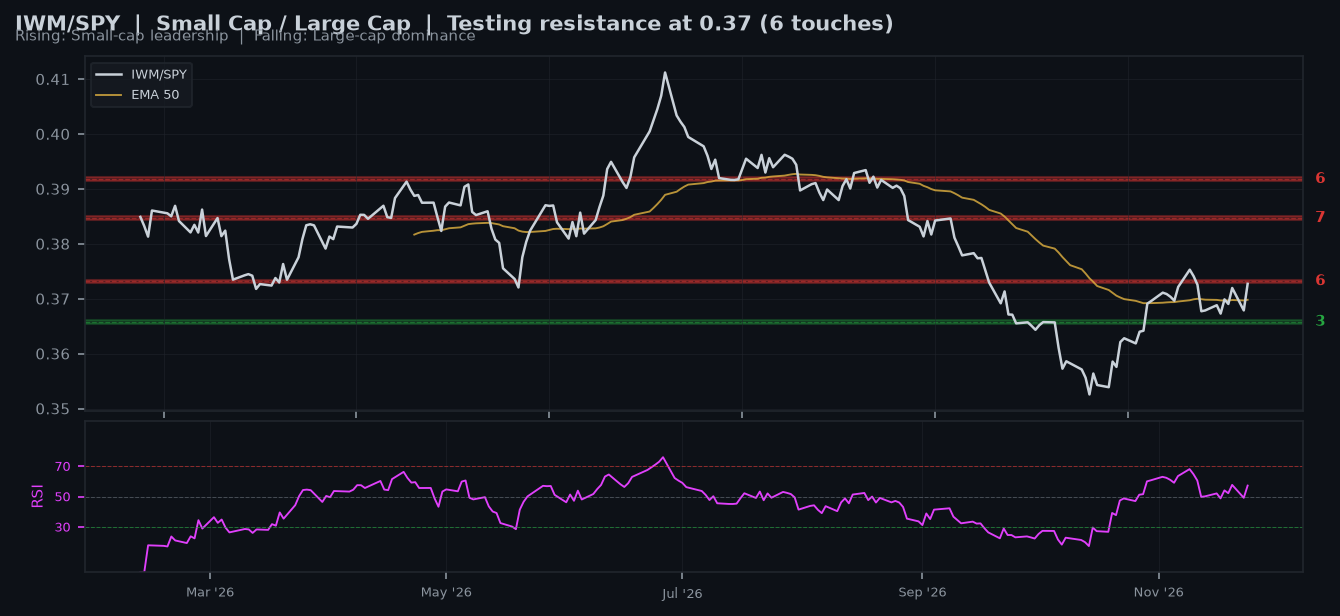 IWM/SPY | Small Cap / Large Cap | Testing resistance at 0.37 (6 touches)
Rising: Small-cap leadership | Falling: Large-cap dominance
IWM/SPY
EMA 50
0.41
0.40
0.39
0.38
0.37
0.36
0.35
6
7
6
3
RSI
70
50
30
Mar '26
May '26
Jul '26
Sep '26
Nov '26